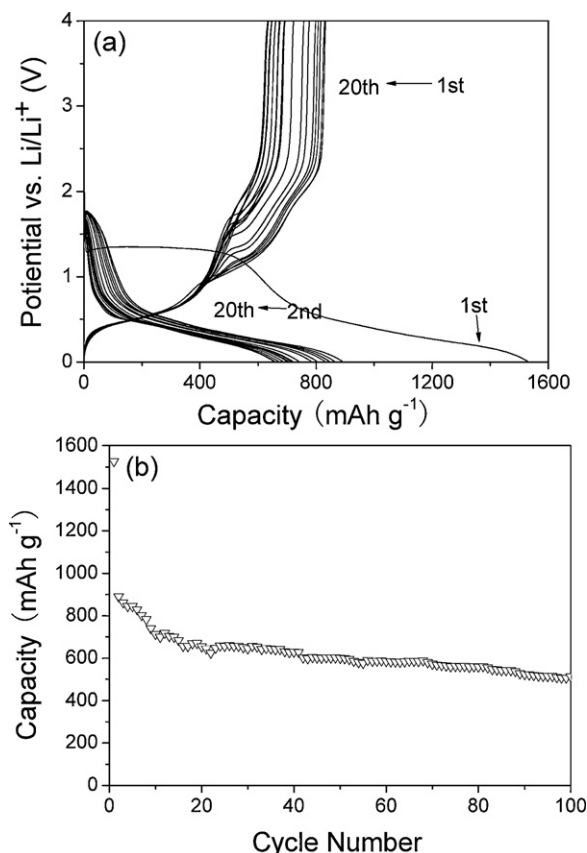 (a)
4
3
2
1
0
Potiential vs. Li/Li⁺ (V)
20th 1st
20th 2nd
1st
0 400 800 1200 1600
Capacity (mAh g⁻¹)
(b)
1600
1400
1200
1000
800
600
400
200
0
Capacity (mAh g⁻¹)
0 20 40 60 80 100
Cycle Number